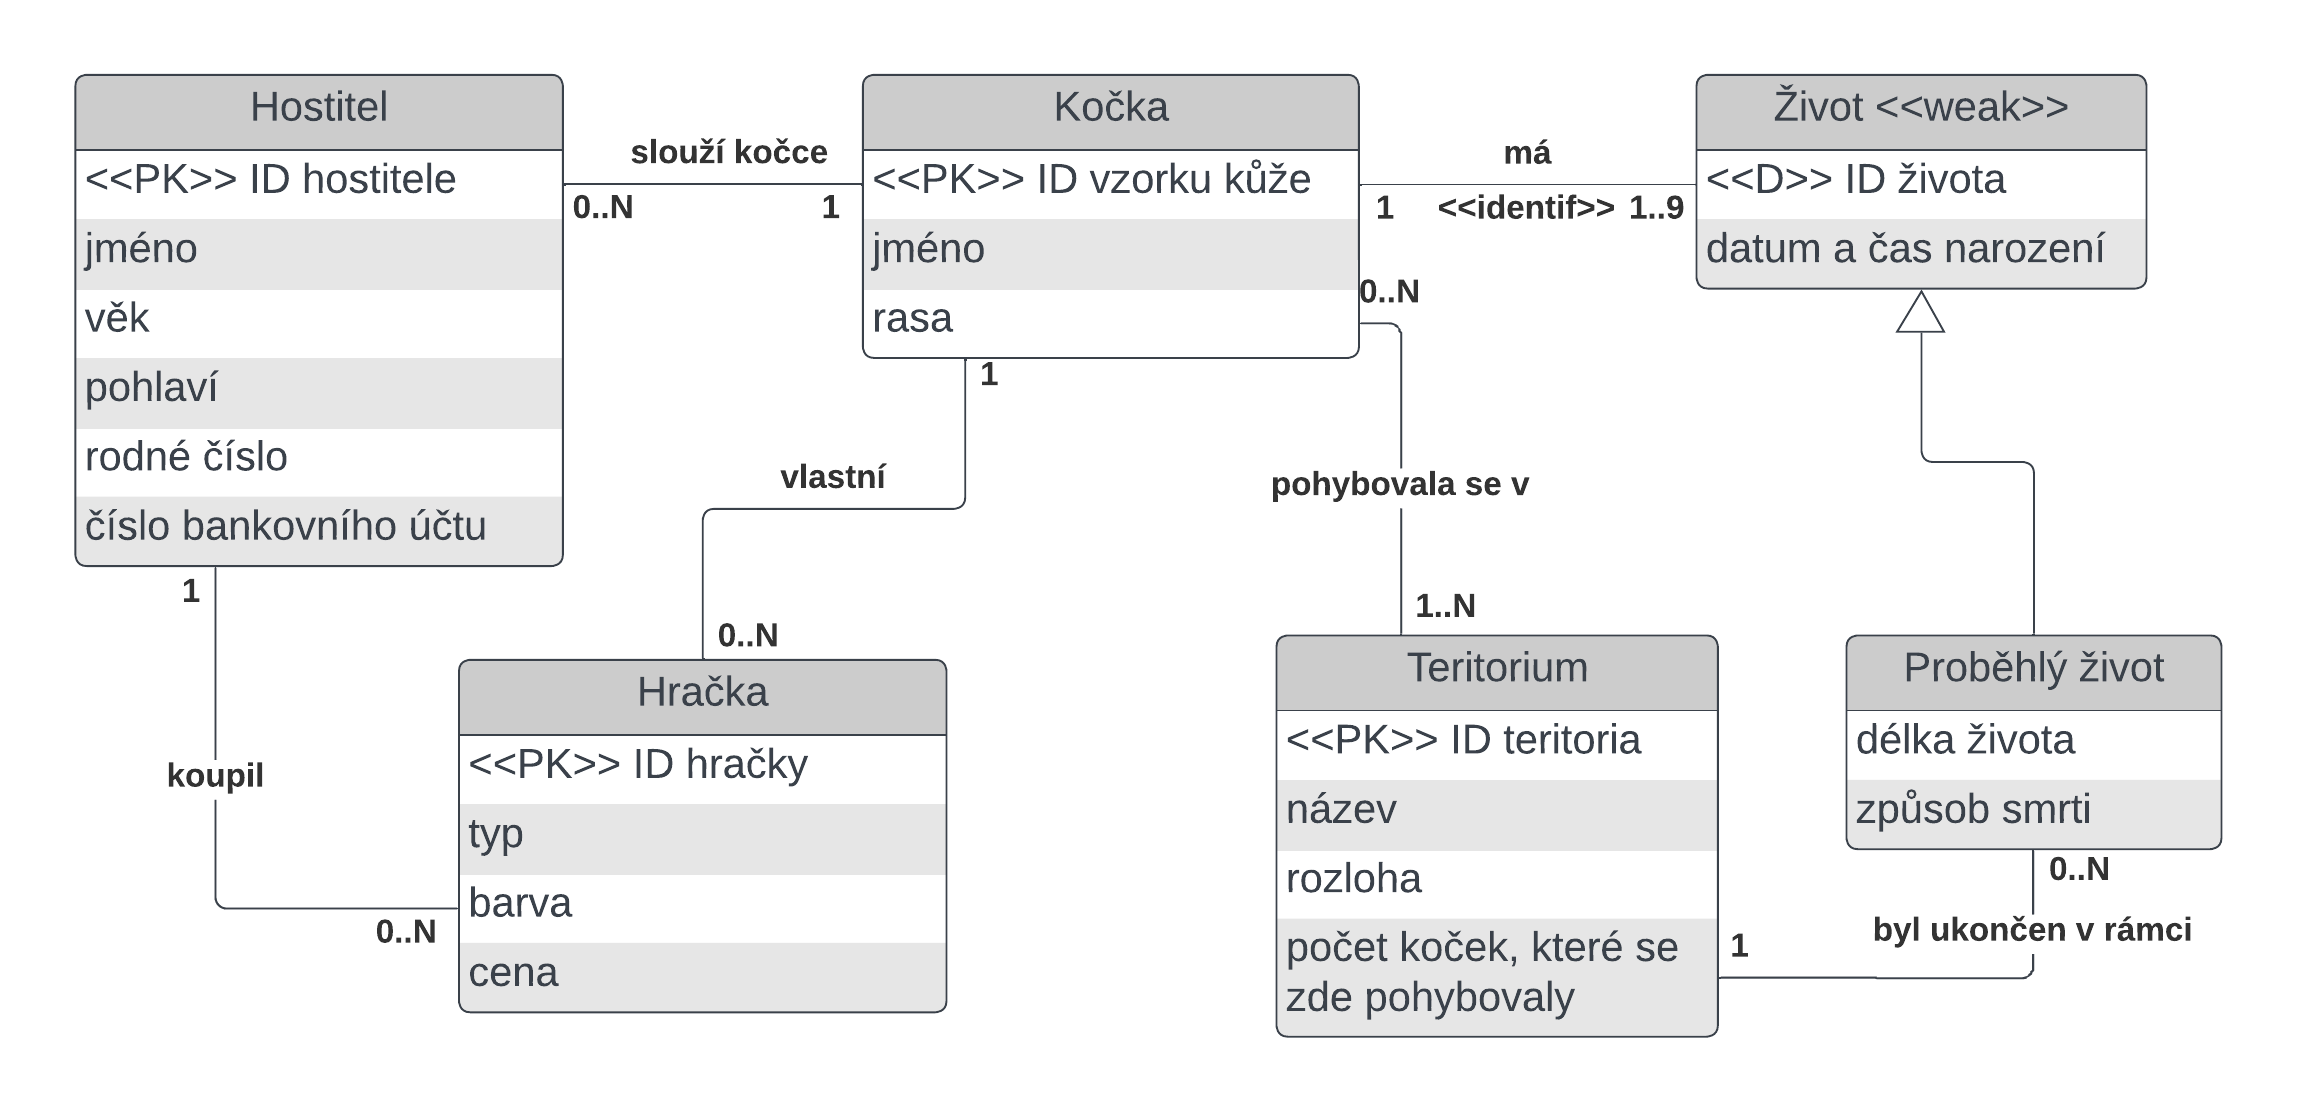 Hostitel
<<PK>> ID hostitele
jméno
věk
pohlaví
rodné číslo
číslo bankovního účtu
slouží kočce
0..N
1
Kočka
<<PK>> ID vzorku kůže
jméno
rasa
má
1
<<identif>>
1..9
Život <<weak>>
<<D>> ID života
datum a čas narození
0..N
1
vlastní
0..N
pohybovala se v
1..N
1
koupil
0..N
Hračka
<<PK>> ID hračky
typ
barva
cena
Teritorium
<<PK>> ID teritoria
název
rozloha
počet koček, které se
zde pohybovaly
Proběhlý život
délka života
způsob smrti
0..N
byl ukončen v rámci
1